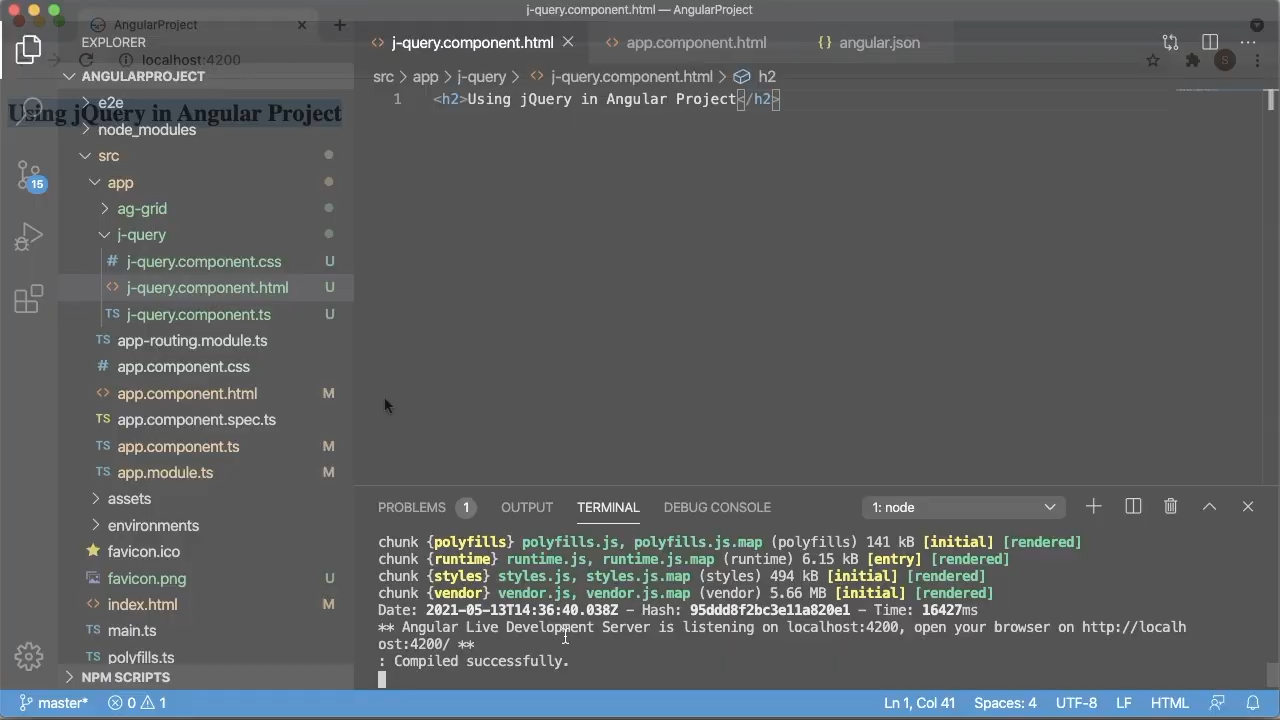 j-query.component.html — AngularProject
AngularProject
EXPLORER
j-query.component.html
app.component.html
{} angular.json
localhost:4200
ANGULARPROJECT
src > app > j-query > j-query.component.html > h2
S
1 <h2>Using jQuery in Angular Project</h2>
e2e
Using jQuery in Angular Project
node_modules
src
15
app
ag-grid
j-query
# j-query.component.css U
<> j-query.component.html U
TS j-query.component.ts U
TS app-routing.module.ts
# app.component.css
<> app.component.html M
TS app.component.spec.ts
TS app.component.ts M
TS app.module.ts M
assets
environments
favicon.ico
favicon.png U
<> index.html M
TS main.ts
TS polyfills.ts
NPM SCRIPTS
PROBLEMS 1 OUTPUT TERMINAL DEBUG CONSOLE 1: node
chunk {polyfills} polyfills.js, polyfills.js.map (polyfills) 141 kB [initial] [rendered]
chunk {runtime} runtime.js, runtime.js.map (runtime) 6.15 kB [entry] [rendered]
chunk {styles} styles.js, styles.js.map (styles) 494 kB [initial] [rendered]
chunk {vendor} vendor.js, vendor.js.map (vendor) 5.66 MB [initial] [rendered]
Date: 2021-05-13T14:36:40.038Z - Hash: 95ddd8f2bc3e11a820e1 - Time: 16427ms
** Angular Live Development Server is listening on localhost:4200, open your browser on http://localh
ost:4200/ **
: Compiled successfully.
master* 0 1 Ln 1, Col 41 Spaces: 4 UTF-8 LF HTML